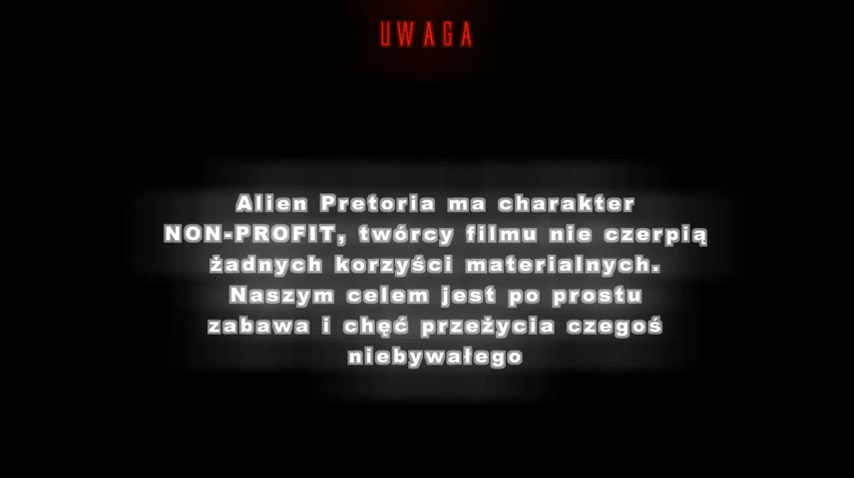 UWAGA
Alien Pretoria ma charakter
NON-PROFIT, twórcy filmu nie czerpią
żadnych korzyści materialnych.
Naszym celem jest po prostu
zabawa i chęć przeżycia czegoś
niebywałego